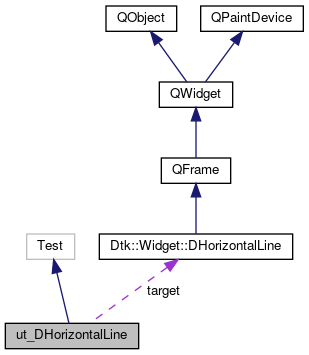 QObject
QPaintDevice
QWidget
QFrame
Test
Dtk::Widget::DHorizontalLine
target
ut_DHorizontalLine